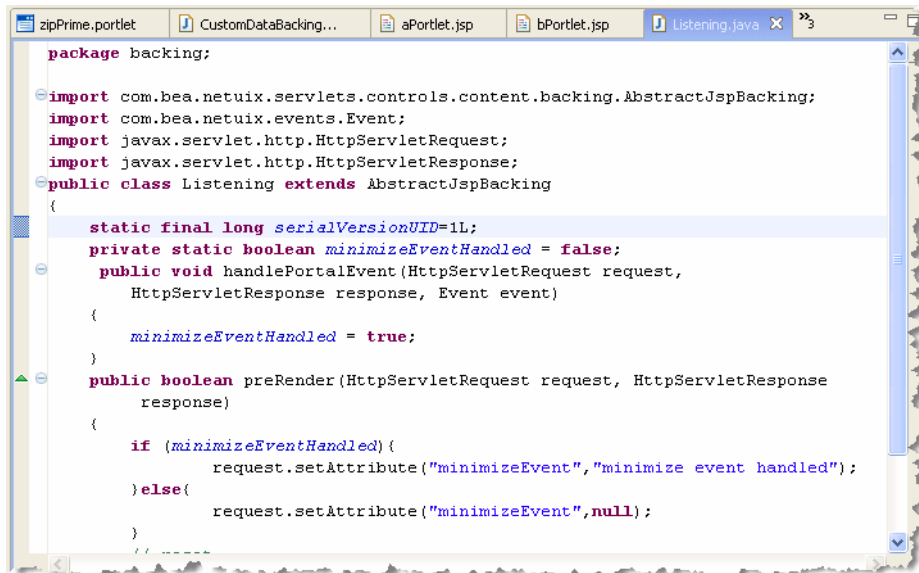 zipPrime.portlet CustomDataBacking... aPortlet.jsp bPortlet.jsp Listening.java »3
package backing;
import com.bea.netuix.servlets.controls.content.backing.AbstractJspBacking;
import com.bea.netuix.events.Event;
import javax.servlet.http.HttpServletRequest;
import javax.servlet.http.HttpServletResponse;
public class Listening extends AbstractJspBacking
{
static final long serialVersionUID=1L;
private static boolean minimizeEventHandled = false;
public void handlePortalEvent(HttpServletRequest request,
HttpServletResponse response, Event event)
{
minimizeEventHandled = true;
}
public boolean preRender(HttpServletRequest request, HttpServletResponse
response)
{
if (minimizeEventHandled){
request.setAttribute("minimizeEvent","minimize event handled");
}else{
request.setAttribute("minimizeEvent",null);
}
//